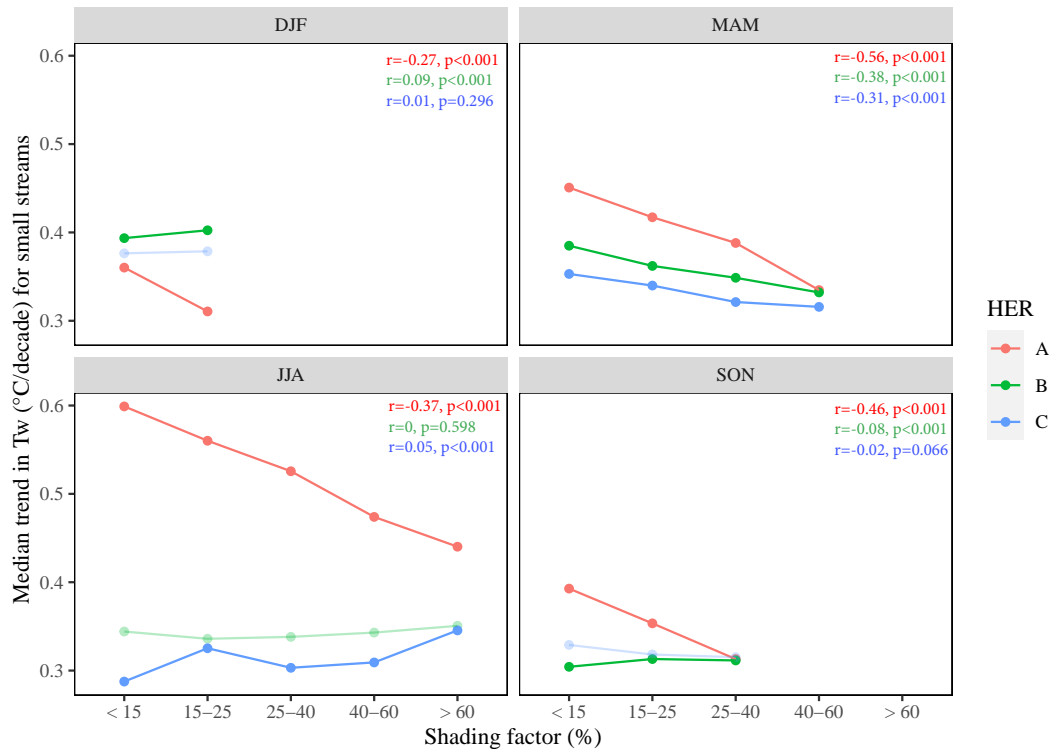 DJF
MAM
r=-0.27, p<0.001
r=0.09, p<0.001
r=0.01, p=0.296
r=-0.56, p<0.001
r=-0.38, p<0.001
r=-0.31, p<0.001
0.6
0.5
0.4
0.3
JJA
SON
r=-0.37, p<0.001
r=0, p=0.598
r=0.05, p<0.001
r=-0.46, p<0.001
r=-0.08, p<0.001
r=-0.02, p=0.066
0.6
0.5
0.4
0.3
Median trend in Tw (°C/decade) for small streams
< 15 15−25 25−40 40−60 > 60
< 15 15−25 25−40 40−60 > 60
Shading factor (%)
HER
A
B
C